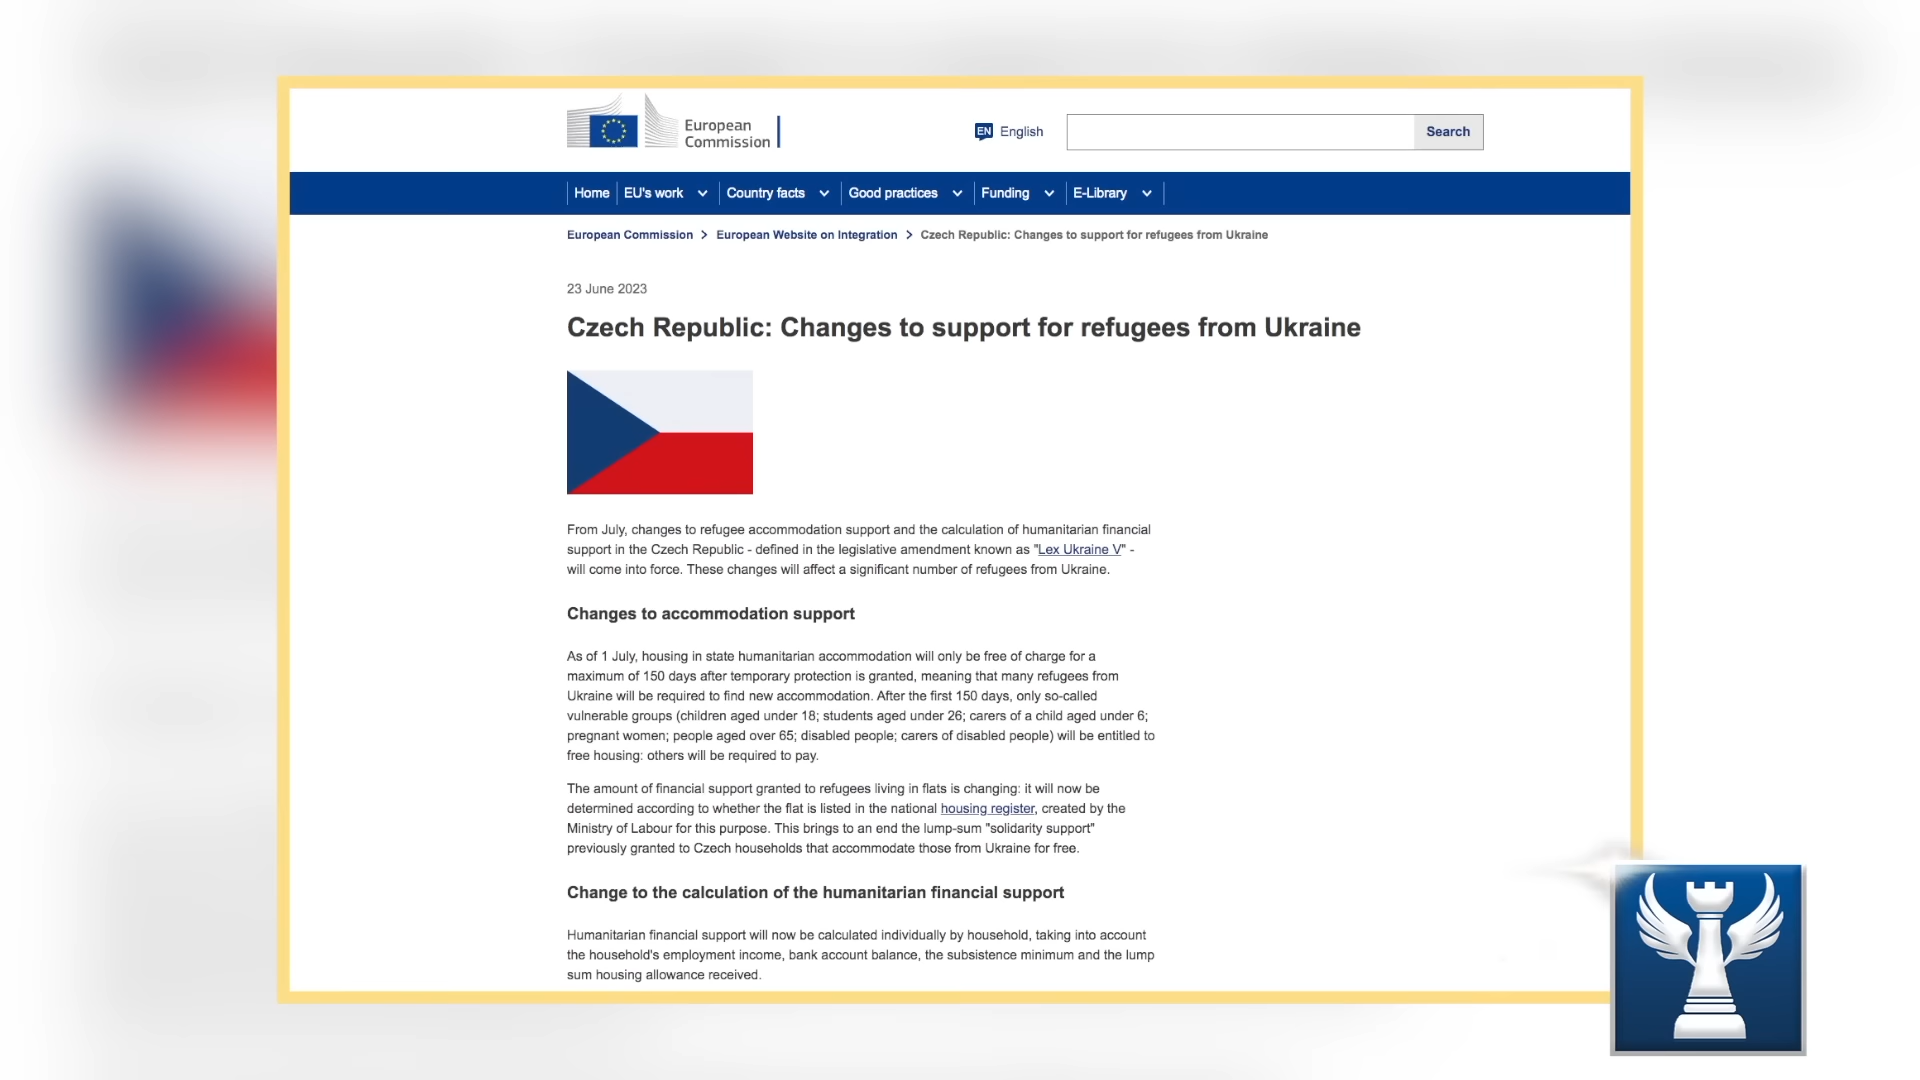 European
Commission
EN English
Search
Home EU's work Country facts Good practices Funding E-Library
European Commission > European Website on Integration > Czech Republic: Changes to support for refugees from Ukraine
23 June 2023
Czech Republic: Changes to support for refugees from Ukraine
From July, changes to refugee accommodation support and the calculation of humanitarian financial
support in the Czech Republic - defined in the legislative amendment known as "Lex Ukraine V" -
will come into force. These changes will affect a significant number of refugees from Ukraine.
Changes to accommodation support
As of 1 July, housing in state humanitarian accommodation will only be free of charge for a
maximum of 150 days after temporary protection is granted, meaning that many refugees from
Ukraine will be required to find new accommodation. After the first 150 days, only so-called
vulnerable groups (children aged under 18; students aged under 26; carers of a child aged under 6;
pregnant women; people aged over 65; disabled people; carers of disabled people) will be entitled to
free housing: others will be required to pay.
The amount of financial support granted to refugees living in flats is changing: it will now be
determined according to whether the flat is listed in the national housing register, created by the
Ministry of Labour for this purpose. This brings to an end the lump-sum "solidarity support"
previously granted to Czech households that accommodate those from Ukraine for free.
Change to the calculation of the humanitarian financial support
Humanitarian financial support will now be calculated individually by household, taking into account
the household's employment income, bank account balance, the subsistence minimum and the lump
sum housing allowance received.